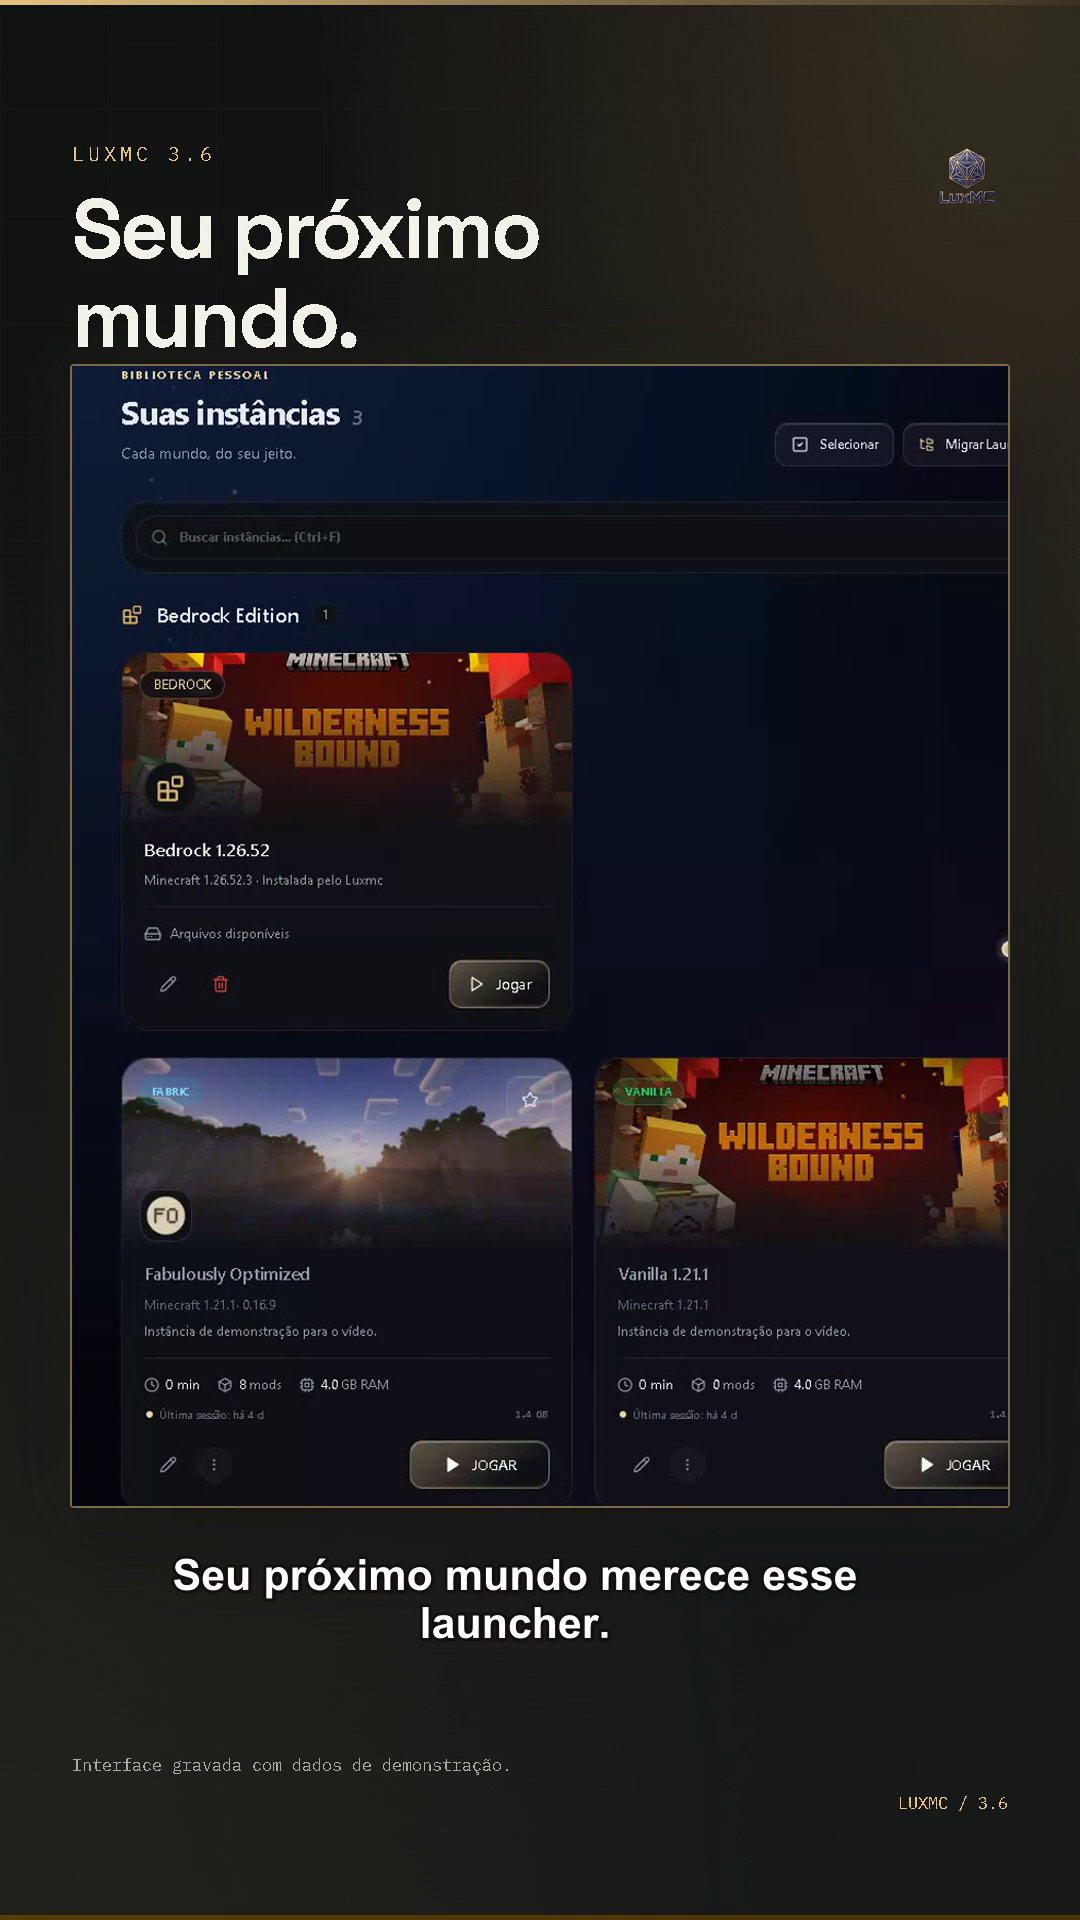 LUXMC 3.6
LuxMC
Seu próximo
mundo.
BIBLIOTECA PESSOAL
Suas instâncias 3
Cada mundo, do seu jeito.
Selecionar
Migrar Lau
Buscar instâncias... (Ctrl+F)
Bedrock Edition 1
MINECRAFT
BEDROCK
WILDERNESS
BOUND
Bedrock 1.26.52
Minecraft 1.26.52.3 · Instalada pelo Luxmc
Arquivos disponíveis
Jogar
FABRIC
FO
Fabulously Optimized
Minecraft 1.21.1 · 0.16.9
Instância de demonstração para o vídeo.
0 min 8 mods 4.0 GB RAM
Última sessão: há 4 d 1.4 GB
JOGAR
MINECRAFT
VANILLA
WILDERNESS
BOUND
Vanilla 1.21.1
Minecraft 1.21.1
Instância de demonstração para o vídeo.
0 min 0 mods 4.0 GB RAM
Última sessão: há 4 d 1.4
JOGAR
Seu próximo mundo merece esse
launcher.
Interface gravada com dados de demonstração.
LUXMC / 3.6